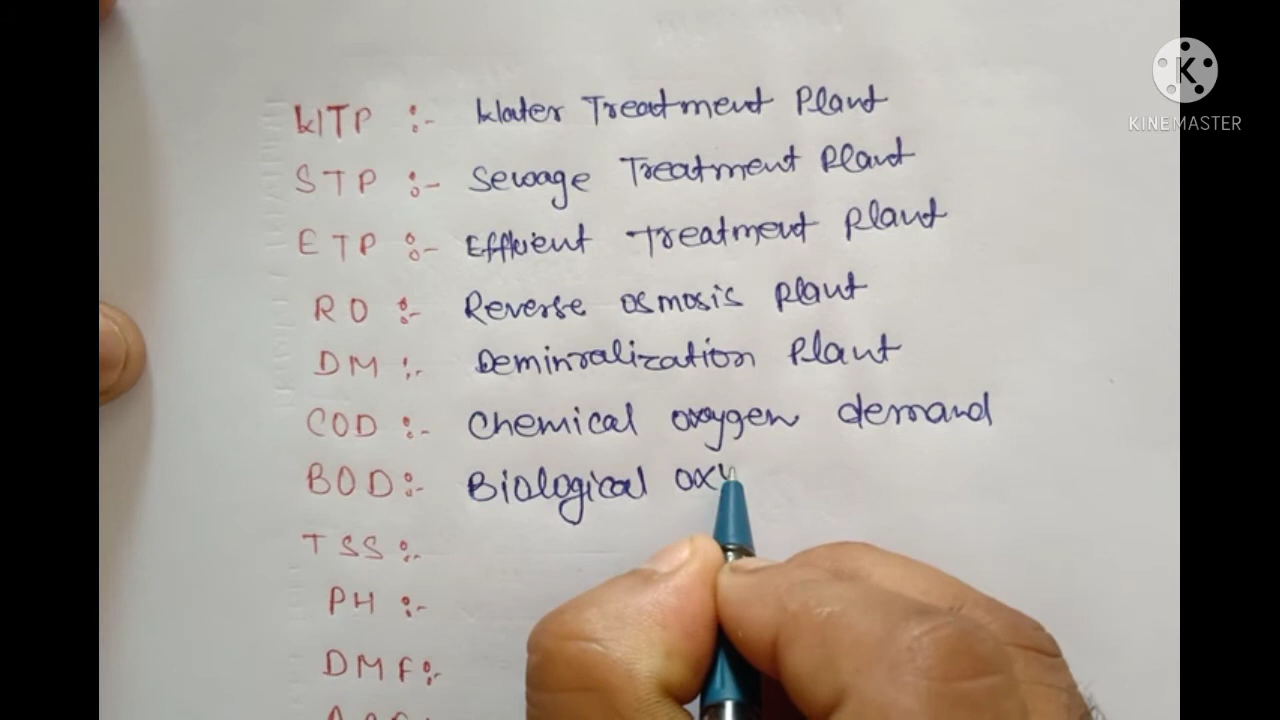 WTP :- Water Treatment Plant
STP :- Sewage Treatment Plant
ETP :- Effluent Treatment Plant
RO :- Reverse osmosis plant
DM :- Deminralization Plant
COD :- Chemical oxygen demand
BOD :- Biological oxy
TSS :-
PH :-
DMF :-
KINEMASTER